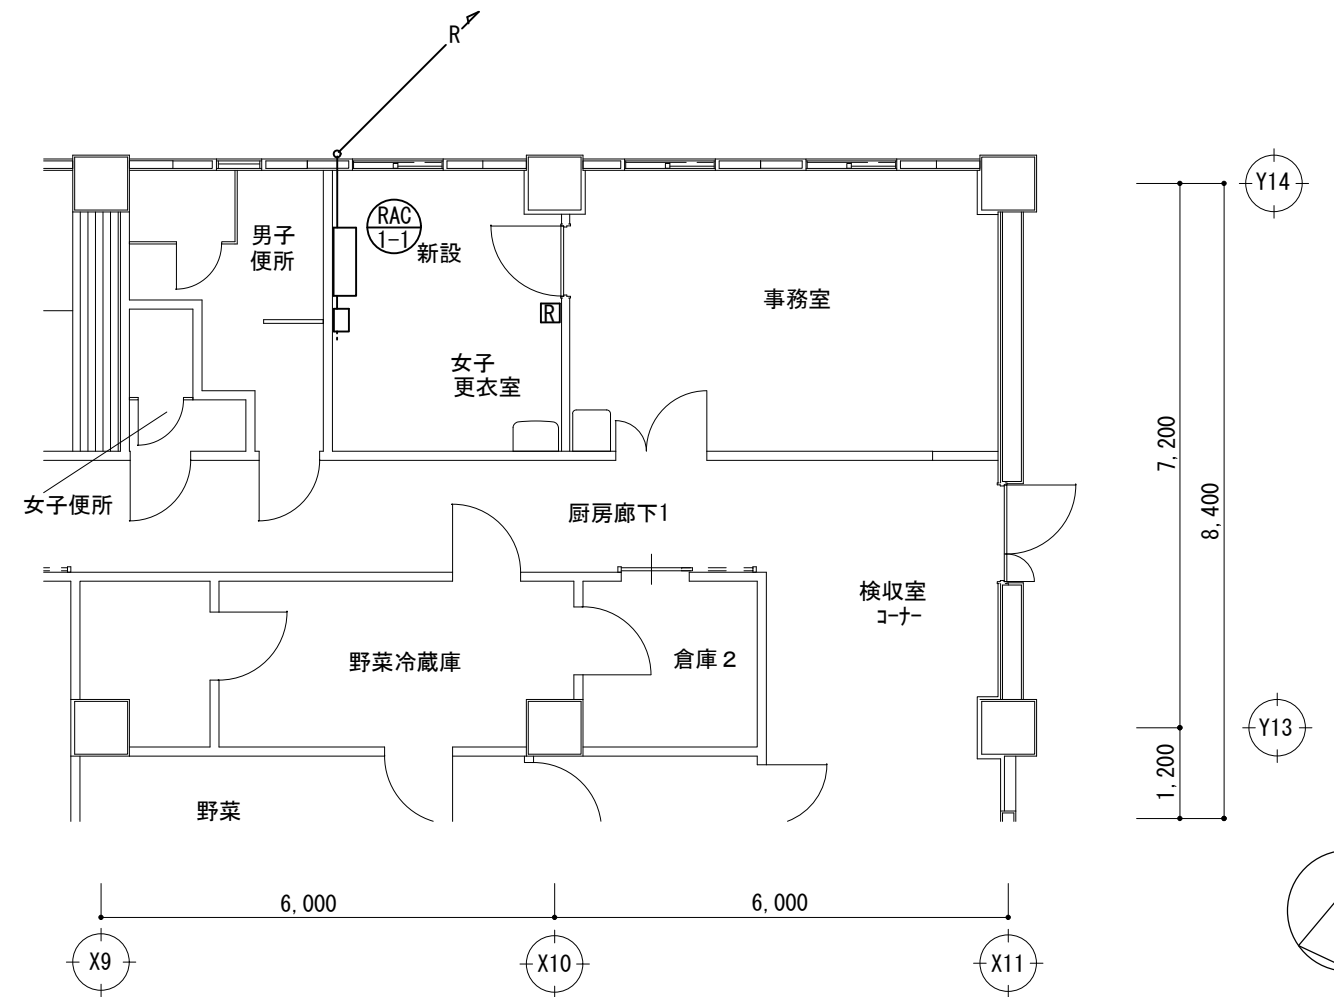 R
Y14
RAC
1-1
新設
男子
便所
R
事務室
女子
更衣室
7,200
8,400
女子便所
厨房廊下1
検収室
ｺｰﾅｰ
野菜冷蔵庫
倉庫２
Y13
1,200
野菜
6,000
6,000
X9
X10
X11